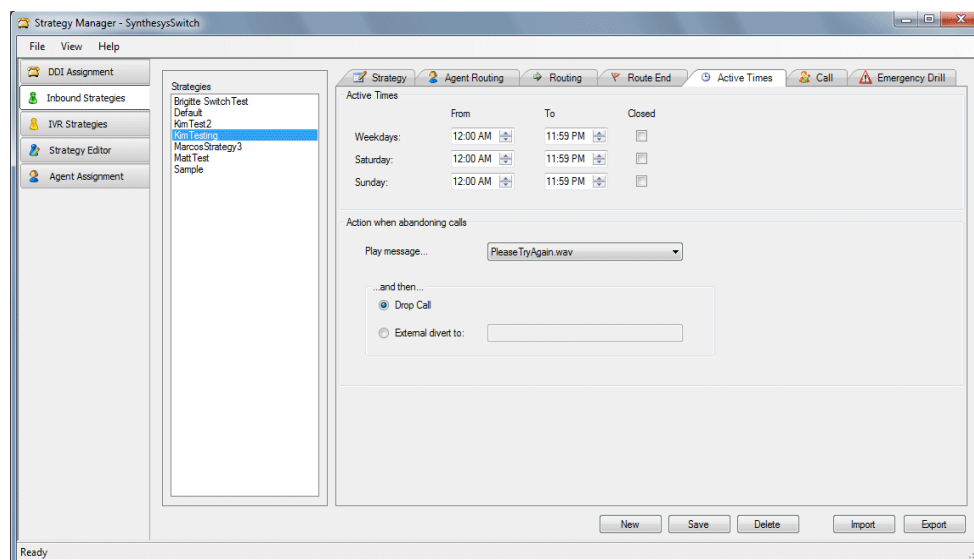 Strategy Manager - SynthesysSwitch
File View Help
DDI Assignment
Inbound Strategies
IVR Strategies
Strategy Editor
Agent Assignment
Strategies
Brigitte SwitchTest
Default
KimTest2
KimTesting
MarcosStrategy3
MattTest
Sample
Strategy Agent Routing Routing Route End Active Times Call Emergency Drill
Active Times
From To Closed
Weekdays: 12:00 AM 11:59 PM
Saturday: 12:00 AM 11:59 PM
Sunday: 12:00 AM 11:59 PM
Action when abandoning calls
Play message... PleaseTryAgain.wav
...and then...
Drop Call
External divert to:
New Save Delete Import Export
Ready